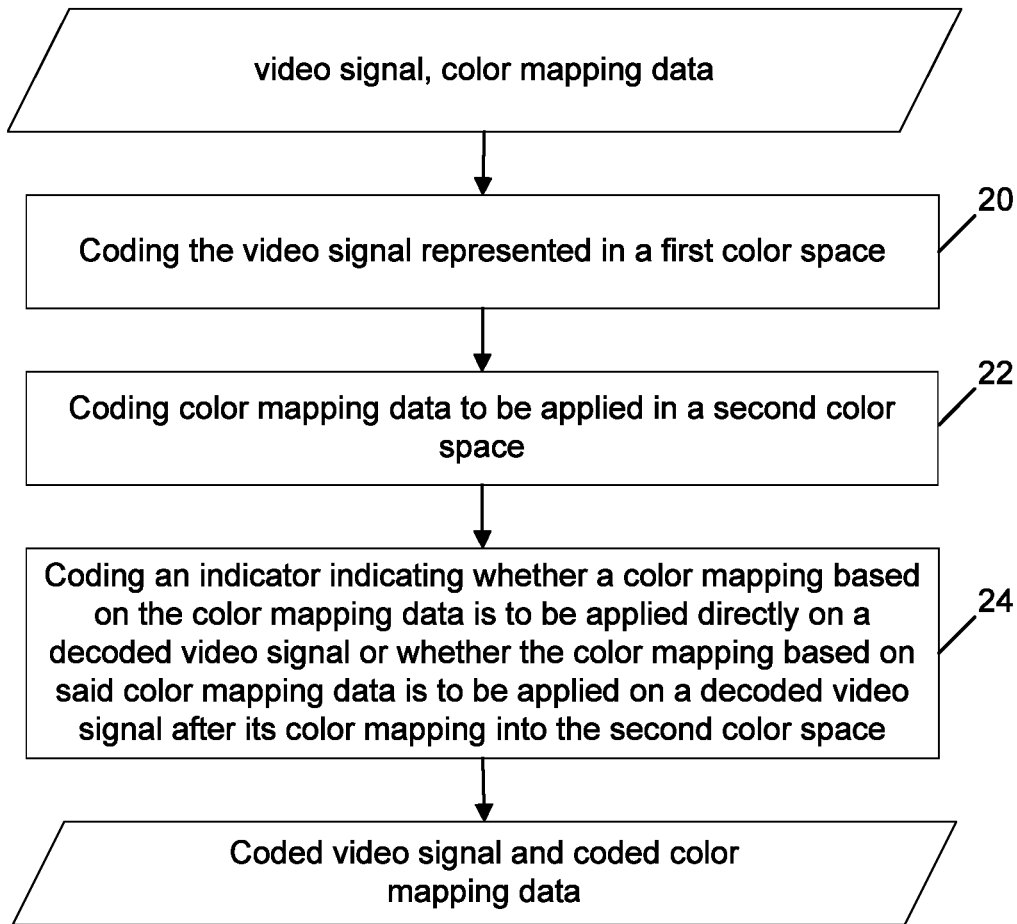 video signal, color mapping data
20
Coding the video signal represented in a first color space
22
Coding color mapping data to be applied in a second color
space
Coding an indicator indicating whether a color mapping based
on the color mapping data is to be applied directly on a
24
decoded video signal or whether the color mapping based on
said color mapping data is to be applied on a decoded video
signal after its color mapping into the second color space
Coded video signal and coded color
mapping data